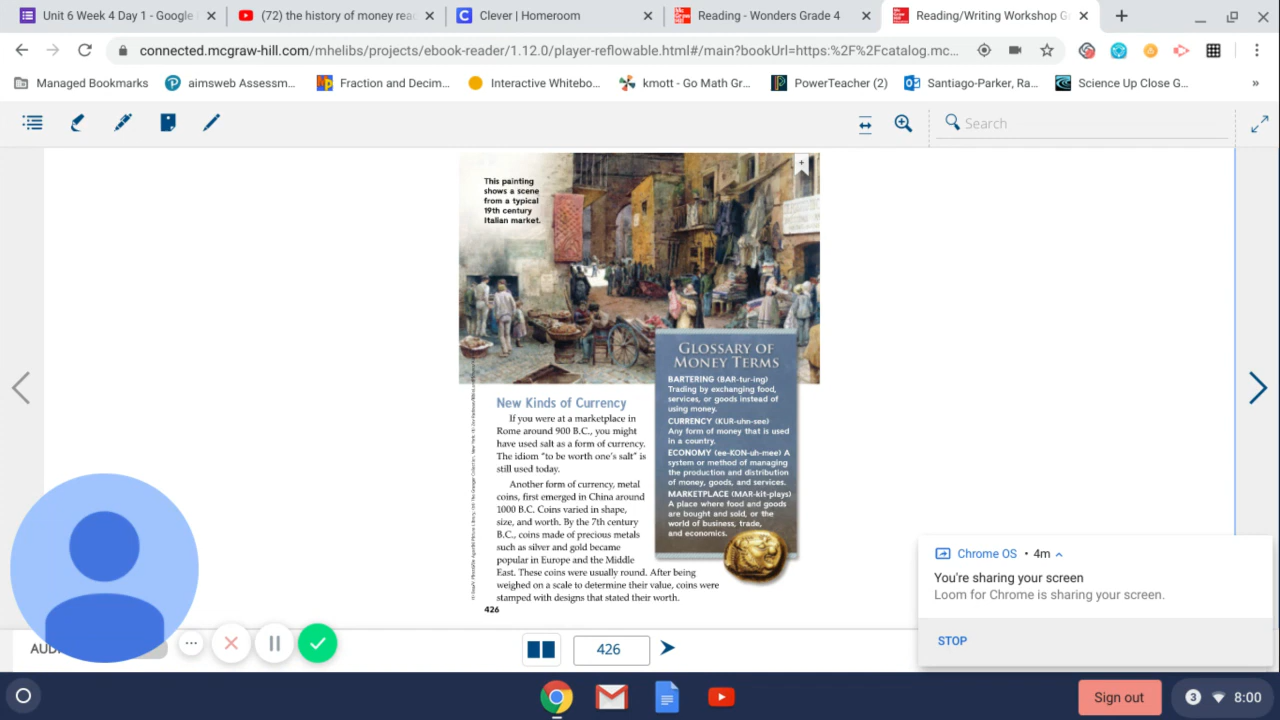 Unit 6 Week 4 Day 1 - Google
(72) the history of money rea
Clever | Homeroom
Reading - Wonders Grade 4
Reading/Writing Workshop G
connected.mcgraw-hill.com/mhelibs/projects/ebook-reader/1.12.0/player-reflowable.html#/main?bookUrl=https:%2F%2Fcatalog.mc...
Managed Bookmarks
aimsweb Assessm...
Fraction and Decim...
Interactive Whitebo...
kmott - Go Math Gr...
PowerTeacher (2)
Santiago-Parker, Ra...
Science Up Close G...
»
Search
This painting
shows a scene
from a typical
19th century
Italian market.
New Kinds of Currency
If you were at a marketplace in
Rome around 900 B.C., you might
have used salt as a form of currency.
The idiom "to be worth one's salt" is
still used today.
Another form of currency, metal
coins, first emerged in China around
1000 B.C. Coins varied in shape,
size, and worth. By the 7th century
B.C., coins made of precious metals
such as silver and gold became
popular in Europe and the Middle
East. These coins were usually round. After being
weighed on a scale to determine their value, coins were
stamped with designs that stated their worth.
426
GLOSSARY OF
MONEY TERMS
BARTERING (BAR-tur-ing)
Trading by exchanging food,
services, or goods instead of
using money.
CURRENCY (KUR-uhn-see)
Any form of money that is used
in a country.
ECONOMY (ee-KON-uh-mee) A
system or method of managing
the production and distribution
of money, goods, and services.
MARKETPLACE (MAR-kit-plays)
A place where food and goods
are bought and sold, or the
world of business, trade,
and economics.
Chrome OS • 4m
You're sharing your screen
Loom for Chrome is sharing your screen.
STOP
426
Sign out
3
8:00